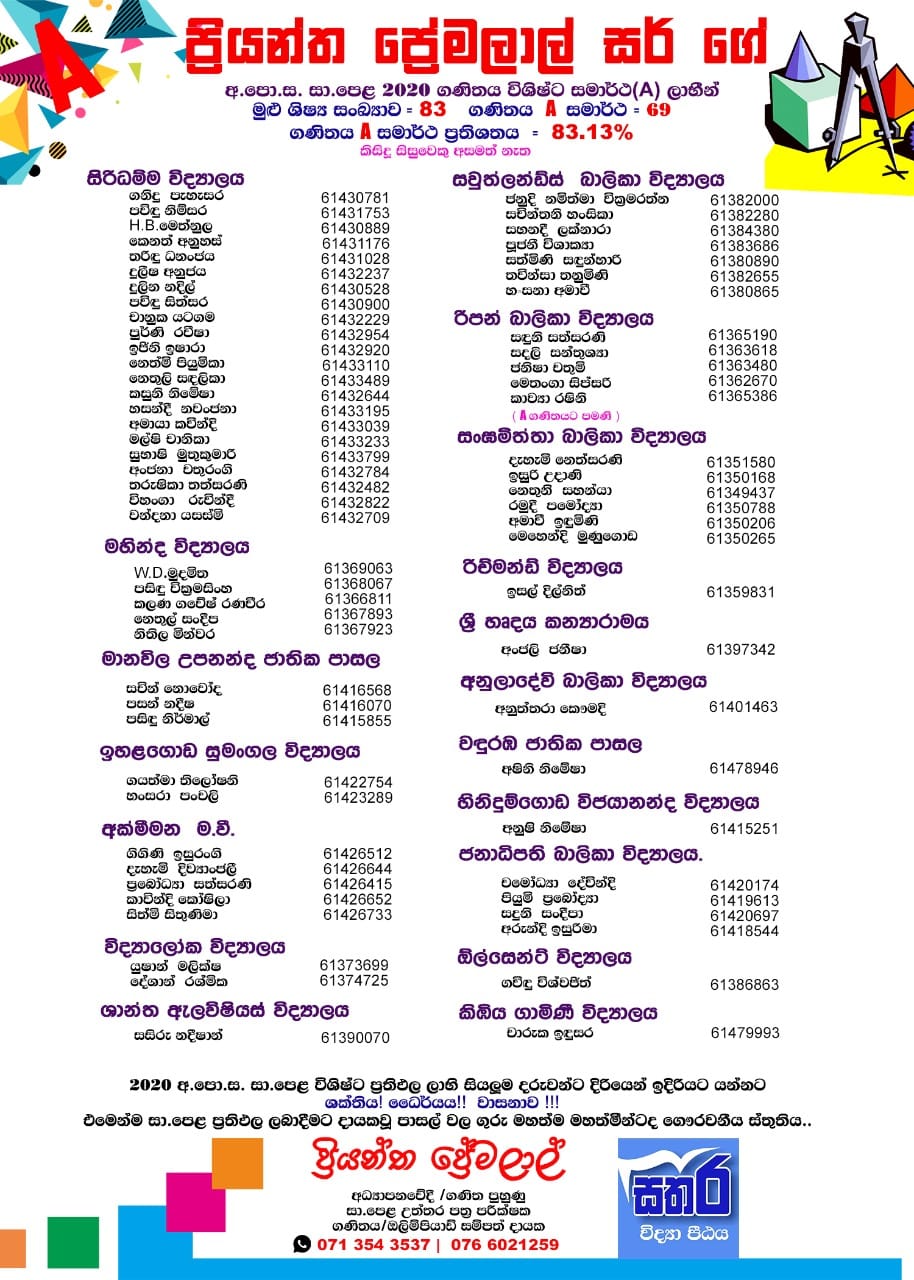 A
ප්‍රියන්ත ප්‍රේමලාල් සර් ගේ
අ.පො.ස. සා.පෙළ 2020 ගණිතය විශිෂ්ට සමාර්ථ(A) ලාභීන්
මුළු ශිෂ්‍ය සංඛ්‍යාව = 83 ගණිතය A සමාර්ථ = 69
ගණිතය A සමාර්ථ ප්‍රතිශතය = 83.13%
කිසිදු සිසුවෙකු අසමත් නැත
සිරිධම්ම විද්‍යාලය
ගනිඳු පැහැසර 61430781
පවිඳු නිම්සර 61431753
H.B.මෙත්නුල 61430889
කෙනත් අනුහස් 61431176
තරිඳු ධනංජය 61431028
දුලීෂ අනුජය 61432237
දුලින නදිල් 61430528
පවිඳු සිත්සර 61430900
චානුක යටගම 61432229
පූර්ණි රවිෂා 61432954
ඉජිනි ඉෂාරා 61432920
නෙත්මි පියුමිකා 61433110
නෙතුලි සඳලිකා 61433489
කසුනි නිමේෂා 61432644
හසන්දි නවංජනා 61433195
අමායා කවින්දි 61433039
මල්ෂි චානිකා 61433233
සුභාෂි මුතුකුමාරි 61433799
අංජනා චතුරංගි 61432784
තරුෂිකා තත්සරණි 61432482
විහංගා රුවින්දි 61432822
වන්දනා යසස්මි 61432709
මහින්ද විද්‍යාලය
W.D.මුදමිත 61369063
පසිඳු වික්‍රමසිංහ 61368067
කලණ ගවේෂ් රණවීර 61366811
නෙතුල් සංදීප 61367893
නිතිල මින්වර 61367923
මානවිල උපනන්ද ජාතික පාසල
සචින් නොවෝද 61416568
පසන් නදීෂ 61416070
පසිඳු නිර්මාල් 61415855
ඉහළගොඩ සුමංගල විද්‍යාලය
ගයත්මා තිලෝෂනි 61422754
හංසරා පංචලි 61423289
අක්මීමන ම.වි.
ගිගිණි ඉසුරංගි 61426512
දැහැමි දිව්‍යාංජලී 61426644
ප්‍රබෝධ්‍යා සත්සරණි 61426415
කාවින්දි කෝෂිලා 61426652
සිත්මි සිතුණිමා 61426733
විද්‍යාලෝක විද්‍යාලය
යුෂාන් මලික්ෂ 61373699
දේශාන් රශ්මික 61374725
ශාන්ත ඇලවිෂියස් විද්‍යාලය
සසිරු නදීෂාන් 61390070
සවුත්ලන්ඩ්ස් බාලිකා විද්‍යාලය
ජනුදි නම්ත්මා වික්‍රමරත්න 61382000
සචින්තනි හංසිකා 61382280
සහනදී ලක්නාරා 61384380
පූජනී විශාක්‍යා 61383686
සත්මිණි සඳුන්හාරි 61380890
තවින්සා තනුමිණි 61382655
හංසනා අමාවි 61380865
රිපන් බාලිකා විද්‍යාලය
සඳුනි සත්සරණි 61365190
සදලි සන්තුශ්‍යා 61363618
ජනිෂා චතුමි 61363480
මෙතංගා සිප්සරි 61362670
කාව්‍යා රෂිනි 61365386
( A ගණිතයට පමණි )
සංඝමිත්තා බාලිකා විද්‍යාලය
දැහැමි නෙත්සරණි 61351580
ඉසුරි උදාණි 61350168
නෙතුනි සහන්යා 61349437
රමුදි පමෝද්‍යා 61350788
අමාවි ඉඳුමිණි 61350206
මෙහෙන්දි මුණුගොඩ 61350265
රිච්මන්ඩ් විද්‍යාලය
ඉසල් දිල්නිත් 61359831
ශ්‍රී හෘදය කන්‍යාරාමය
අංජලී ජනිෂා 61397342
අනුලාදේවි බාලිකා විද්‍යාලය
අනුත්තරා කෞමදි 61401463
වඳුරඹ ජාතික පාසල
අෂිනි නිමේෂා 61478946
හිනිදුම්ගොඩ විජයානන්ද විද්‍යාලය
අනුෂි නිමේෂා 61415251
ජනාධිපති බාලිකා විද්‍යාලය.
චමෝධ්‍යා දේවින්දි 61420174
පියුමි ප්‍රබෝද්‍යා 61419613
සදුනි සංදීපා 61420697
අරුන්දි ඉසුරිමා 61418544
ඕල්සෙන්ට් විද්‍යාලය
ගවිඳු විශ්වජිත් 61386863
කිඹිය ගාමිණී විද්‍යාලය
චාරුක ඉඳුසර 61479993
2020 අ.පො.ස. සා.පෙළ විශිෂ්ට ප්‍රතිඵල ලාභි සියලුම දරුවන්ට දිරියෙන් ඉදිරියට යන්නට
ශක්තිය! ධෛර්යය!! වාසනාව !!!
එමෙන්ම සා.පෙළ ප්‍රතිඵල ලබාදීමට දායකවූ පාසල් වල ගුරු මහත්ම මහත්මීන්ටද ගෞරවනීය ස්තුතිය..
ප්‍රියන්ත ප්‍රේමලාල්
අධ්‍යාපනවේදී /ගණිත පුහුණු
සා.පෙළ උත්තර පත්‍ර පරීක්ෂක
ගණිතය/ඔලිම්පියාඩ් සම්පත් දායක
071 354 3537 | 076 6021259
සතර
විද්‍යා පීඨය